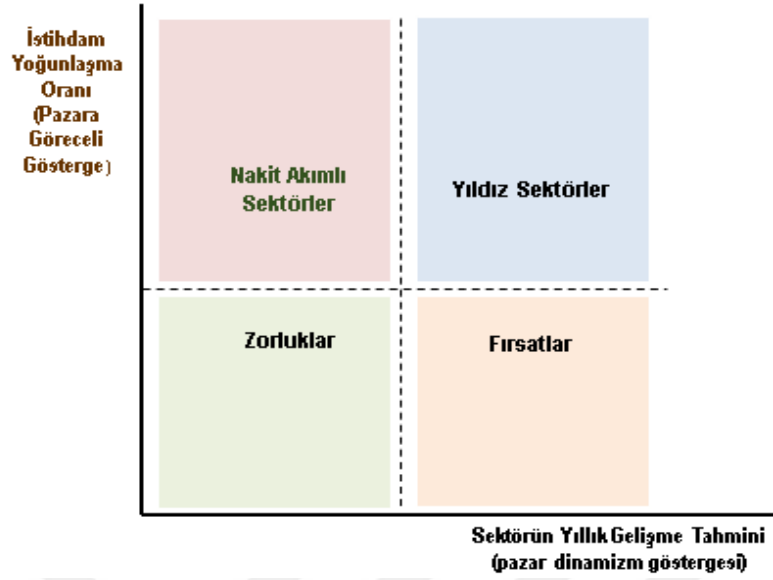 İstihdam
Yoğunlaşma
Oranı
(Pazara
Göreceli
Gösterge)
Nakit Akımlı
Sektörler
Yıldız Sektörler
Zorluklar
Fırsatlar
Sektörün Yıllık Gelişme Tahmini
(pazar dinamizm göstergesi)